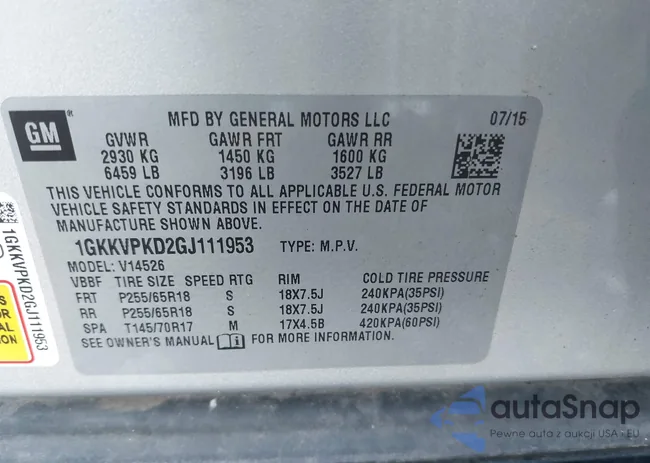 GM
®
MFD BY GENERAL MOTORS LLC 07/15
GVWR GAWR FRT GAWR RR
2930 KG 1450 KG 1600 KG
6459 LB 3196 LB 3527 LB
THIS VEHICLE CONFORMS TO ALL APPLICABLE U.S. FEDERAL MOTOR
VEHICLE SAFETY STANDARDS IN EFFECT ON THE DATE OF
MANUFACTURE SHOWN ABOVE.
1GKKVPKD2GJ111953 TYPE: M.P.V.
MODEL: V14526
VBBF TIRE SIZE SPEED RTG RIM COLD TIRE PRESSURE
FRT P255/65R18 S 18X7.5J 240KPA(35PSI)
RR P255/65R18 S 18X7.5J 240KPA(35PSI)
SPA T145/70R17 M 17X4.5B 420KPA(60PSI)
SEE OWNER'S MANUAL i FOR MORE INFORMATION
1GKKVPKD2GJ111953
autaSnap
Pewne auta z aukcji USA i EU